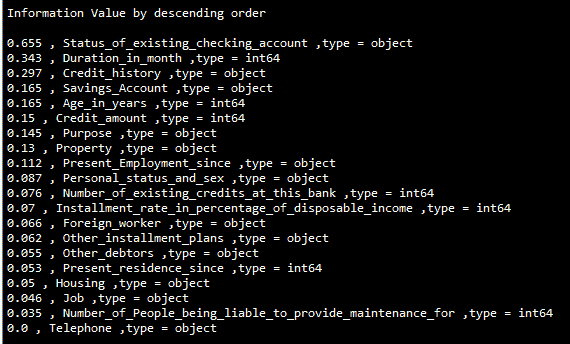 Information Value by descending order
0.655 , Status_of_existing_checking_account ,type = object
0.343 , Duration_in_month ,type = int64
0.297 , Credit_history ,type = object
0.165 , Savings_Account ,type = object
0.165 , Age_in_years ,type = int64
0.15 , Credit_amount ,type = int64
0.145 , Purpose ,type = object
0.13 , Property ,type = object
0.112 , Present_Employment_since ,type = object
0.087 , Personal_status_and_sex ,type = object
0.076 , Number_of_existing_credits_at_this_bank ,type = int64
0.07 , Installment_rate_in_percentage_of_disposable_income ,type = int64
0.066 , Foreign_worker ,type = object
0.062 , Other_installment_plans ,type = object
0.055 , Other_debtors ,type = object
0.053 , Present_residence_since ,type = int64
0.05 , Housing ,type = object
0.046 , Job ,type = object
0.035 , Number_of_People_being_liable_to_provide_maintenance_for ,type = int64
0.0 , Telephone ,type = object